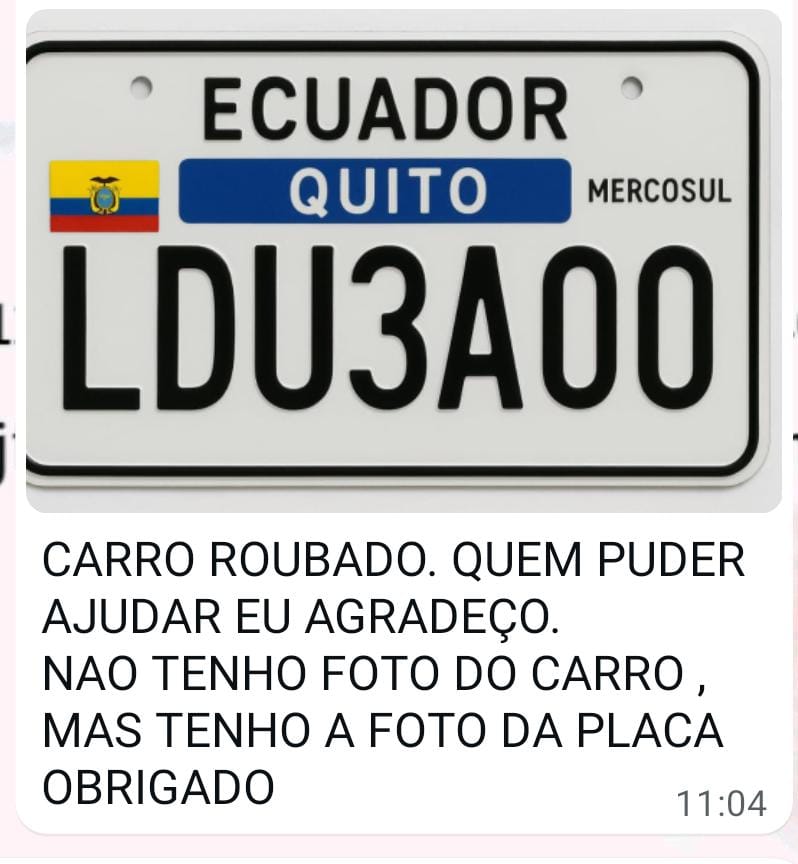 ECUADOR
QUITO
MERCOSUL
LDU3A00
CARRO ROUBADO. QUEM PUDER
AJUDAR EU AGRADEÇO.
NAO TENHO FOTO DO CARRO ,
MAS TENHO A FOTO DA PLACA
OBRIGADO
11:04